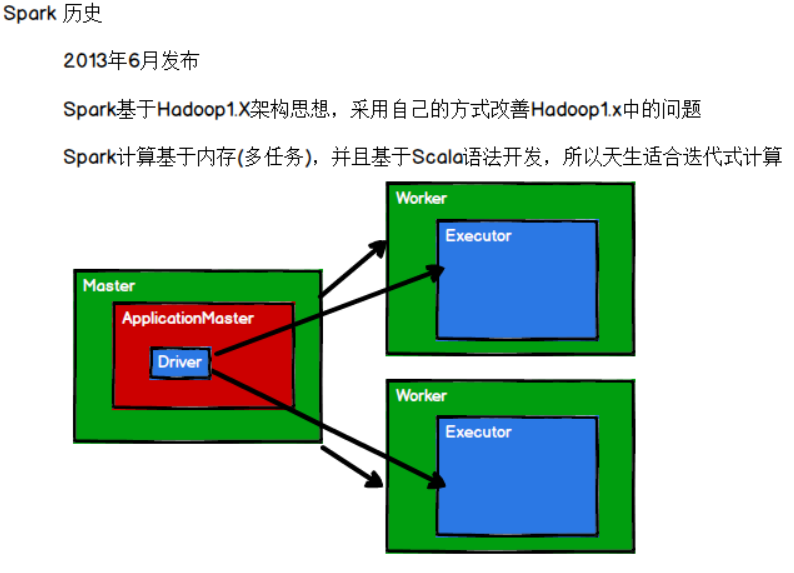 Spark 历史
2013年6月发布
Spark基于Hadoop1.X架构思想，采用自己的方式改善Hadoop1.x中的问题
Spark计算基于内存(多任务)，并且基于Scala语法开发，所以天生适合迭代式计算
Worker
Executor
Master
ApplicationMaster
Driver
Worker
Executor